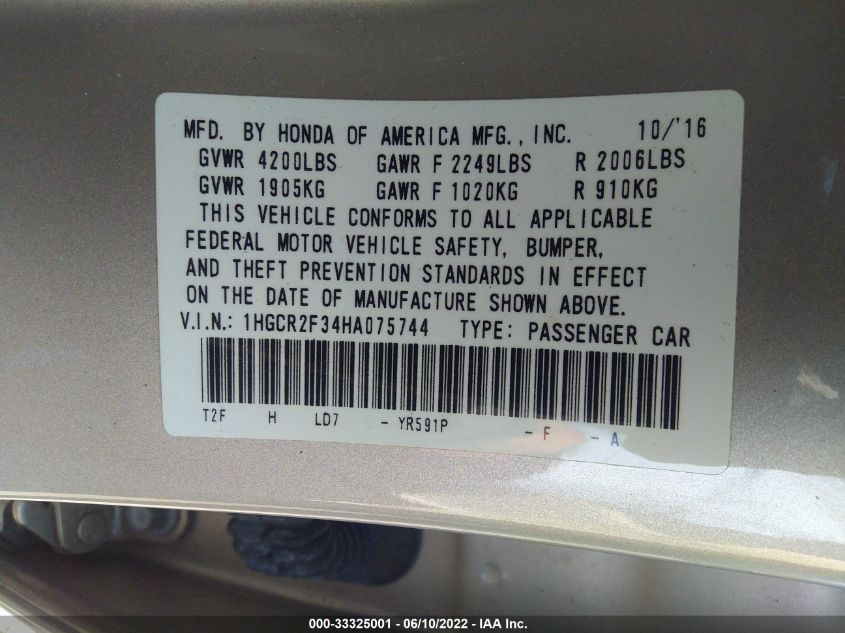 MFD. BY HONDA OF AMERICA MFG., INC. 10/'16
GVWR 4200LBS GAWR F 2249LBS R 2006LBS
GVWR 1905KG GAWR F 1020KG R 910KG
THIS VEHICLE CONFORMS TO ALL APPLICABLE
FEDERAL MOTOR VEHICLE SAFETY, BUMPER,
AND THEFT PREVENTION STANDARDS IN EFFECT
ON THE DATE OF MANUFACTURE SHOWN ABOVE.
V.I.N.: 1HGCR2F34HA075744 TYPE: PASSENGER CAR
T2F H LD7 - YR591P - F - A
000-33325001 - 06/10/2022 - IAA Inc.